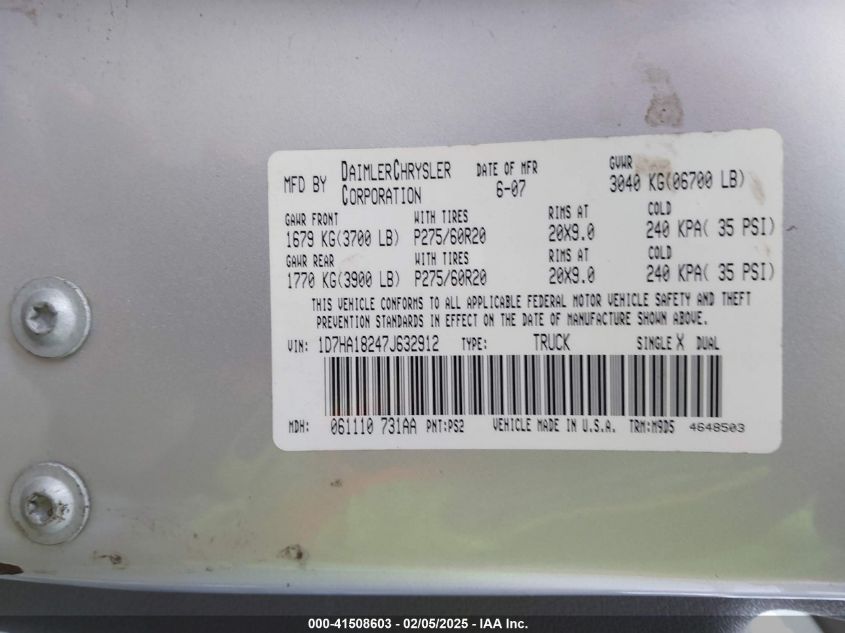 MFD BY DAIMLERCHRYSLER CORPORATION DATE OF MFR 6-07 GVWR 3040 KG(06700 LB)
GAWR FRONT WITH TIRES RIMS AT COLD
1679 KG(3700 LB) P275/60R20 20X9.0 240 KPA( 35 PSI)
GAWR REAR WITH TIRES RIMS AT COLD
1770 KG(3900 LB) P275/60R20 20X9.0 240 KPA( 35 PSI)
THIS VEHICLE CONFORMS TO ALL APPLICABLE FEDERAL MOTOR VEHICLE SAFETY AND THEFT
PREVENTION STANDARDS IN EFFECT ON THE DATE OF MANUFACTURE SHOWN ABOVE.
VIN: 1D7HA18247J632912 TYPE: TRUCK SINGLE X DUAL
MDH: 061110 731AA PNT:PS2 VEHICLE MADE IN U.S.A. TRM:M9D5 4648503
000-41508603 - 02/05/2025 - IAA Inc.